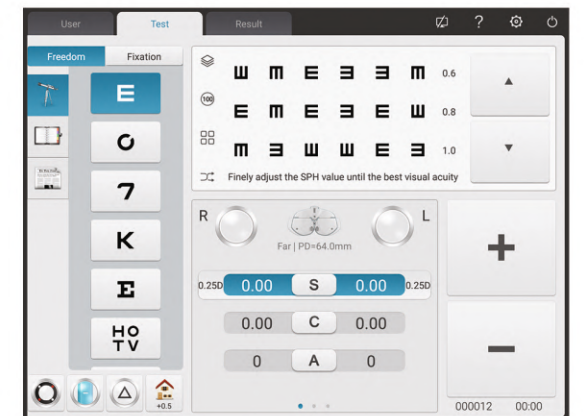 User Test Result ?
Freedom Fixation
E
C
7
K
E
HO
TV
+0.5
Ш m E Ǝ Ǝ m 0.6
100
E m E Ǝ E Ш 0.8
m Ǝ Ш Ш E Ǝ 1.0
Finely adjust the SPH value until the best visual acuity
R L
Far | PD=64.0mm
0.25D 0.00 S 0.00 0.25D
0.00 C 0.00
0 A 0
+
−
000012 00:00